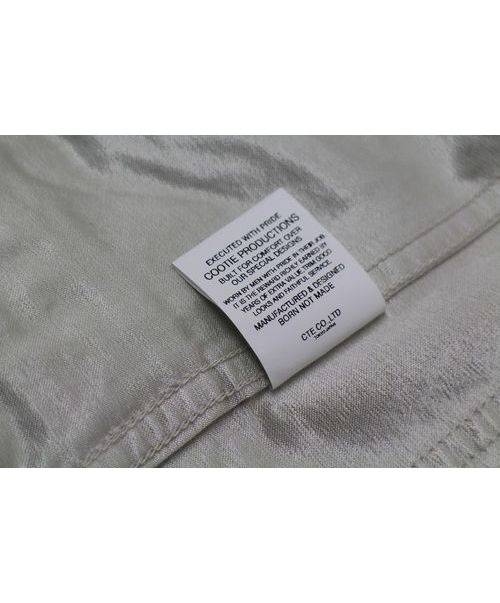 EXECUTED WITH PRIDE
COOTIE PRODUCTIONS
BUILT FOR COMFORT OVER
OUR SPECIAL DESIGNS
WORN BY MEN WITH PRIDE IN THEIR JOB
IT IS THE REWARD RICHLY EARNED BY
YEARS OF EXTRA VALUE, TRIM GOOD
LOOKS AND FAITHFUL SERVICE.
MANUFACTURED & DESIGNED
BORN NOT MADE
CTE.CO.,LTD
TOKYO JAPAN